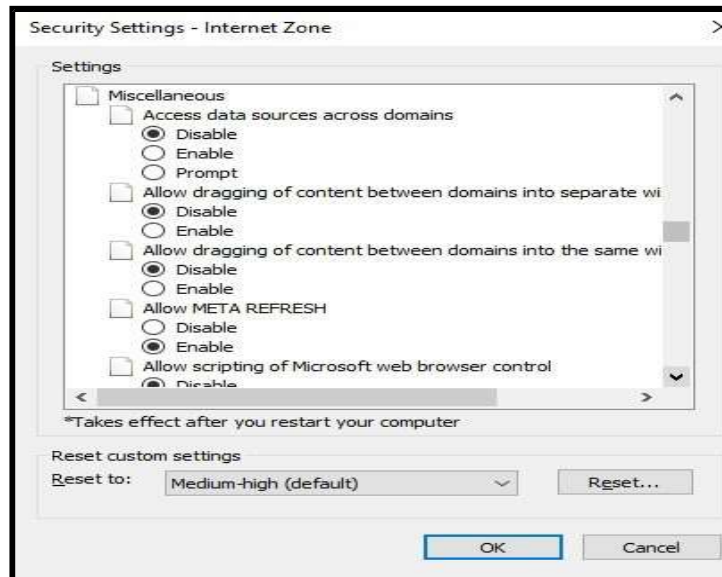 Security Settings - Internet Zone
Settings
Miscellaneous
Access data sources across domains
Disable
Enable
Prompt
Allow dragging of content between domains into separate wi
Disable
Enable
Allow dragging of content between domains into the same wi
Disable
Enable
Allow META REFRESH
Disable
Enable
Allow scripting of Microsoft web browser control
Disable
*Takes effect after you restart your computer
Reset custom settings
Reset to: Medium-high (default) Reset...
OK Cancel